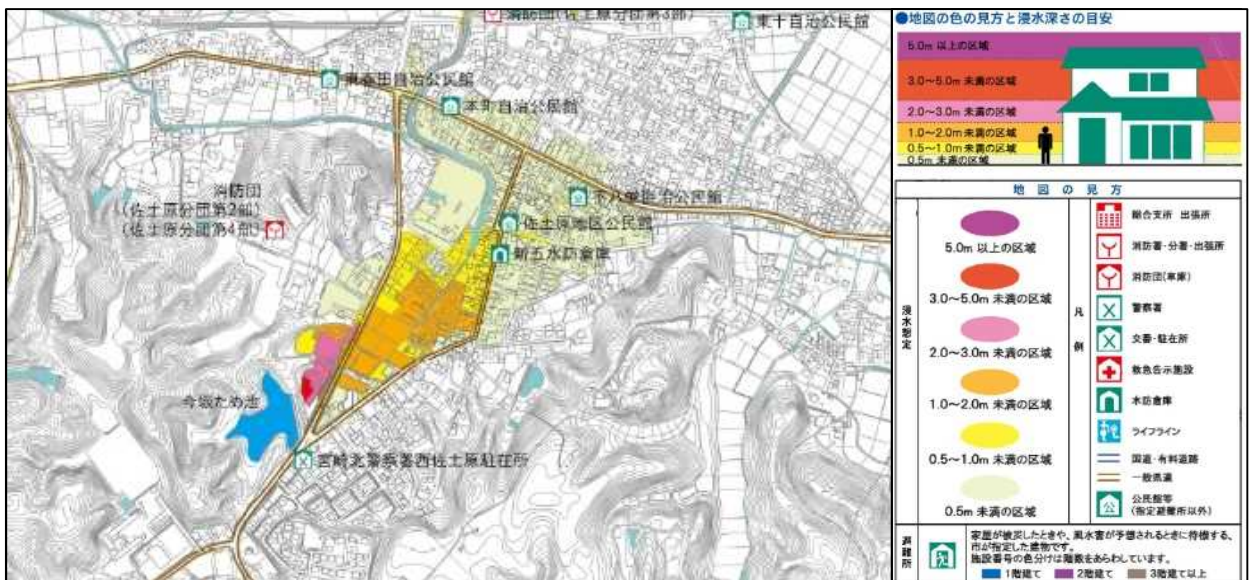 消防団(佐土原分団第3部)
東十自治公民館
東春田自治公民館
本町自治公民館
消防団
(佐土原分団第2部)
(佐土原分団第4部)
自治公民館
佐土原地区公民館
新五水防倉庫
今坂ため池
宮崎北警察署西佐土原駐在所
●地図の色の見方と浸水深さの目安
5.0m 以上の区域
3.0〜5.0m 未満の区域
2.0〜3.0m 未満の区域
1.0〜2.0m 未満の区域
0.5〜1.0m 未満の区域
0.5m 未満の区域
地図の見方
浸水想定
5.0m 以上の区域
3.0〜5.0m 未満の区域
2.0〜3.0m 未満の区域
1.0〜2.0m 未満の区域
0.5〜1.0m 未満の区域
0.5m 未満の区域
凡例
総合支所 出張所
消防署・分署・出張所
消防団(車庫)
警察署
交番・駐在所
救急告示施設
水防倉庫
ライフライン
国道・有料道路
一般県道
公民館等
(指定避難所以外)
避難所
家屋が被災したときや、風水害が予想されるときに待機する、
市が指定した建物です。
施設番号の色分けは階数をあらわしています。
1階建て 2階建て 3階建て以上